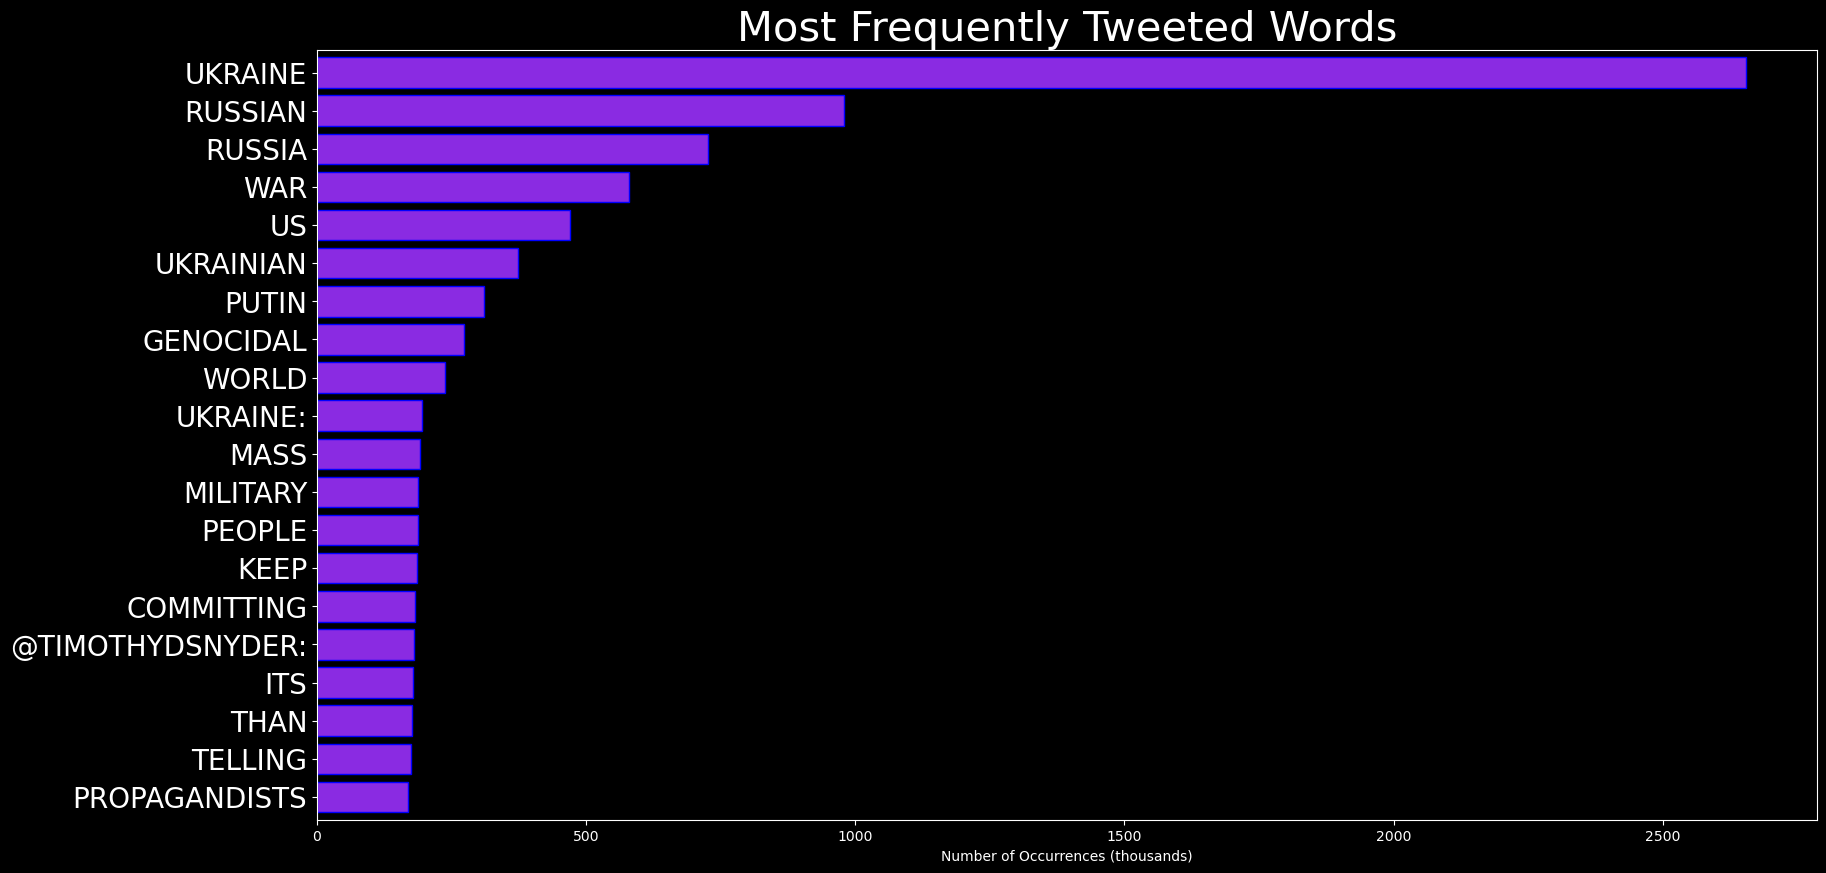 Most Frequently Tweeted Words
UKRAINE
RUSSIAN
RUSSIA
WAR
US
UKRAINIAN
PUTIN
GENOCIDAL
WORLD
UKRAINE:
MASS
MILITARY
PEOPLE
KEEP
COMMITTING
@TIMOTHYDSNYDER:
ITS
THAN
TELLING
PROPAGANDISTS
0 500 1000 1500 2000 2500
Number of Occurrences (thousands)